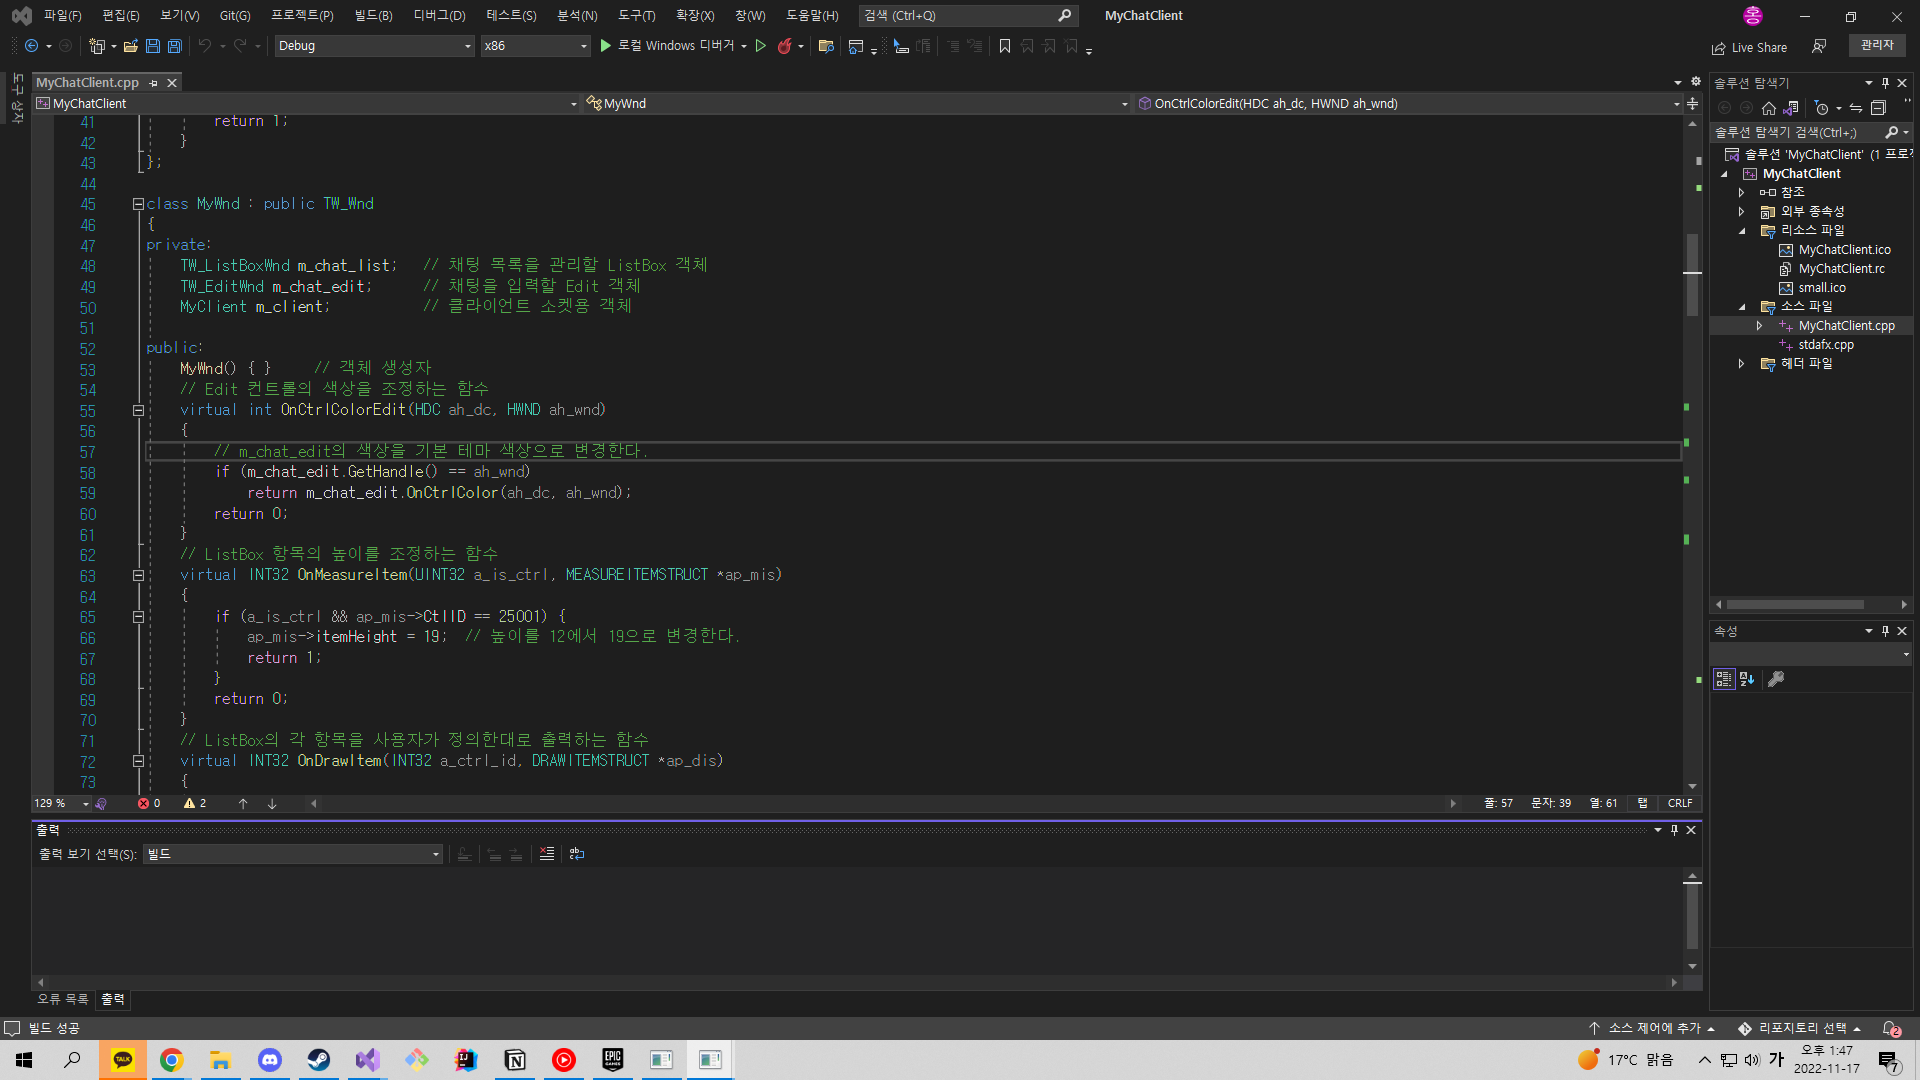 파일(F) 편집(E) 보기(V) Git(G) 프로젝트(P) 빌드(B) 디버그(D) 테스트(S) 분석(N) 도구(T) 확장(X) 창(W) 도움말(H) 검색 (Ctrl+Q) MyChatClient
Debug x86 로컬 Windows 디버거 Live Share 관리자
도구 상자
MyChatClient.cpp
MyChatClient MyWnd OnCtrlColorEdit(HDC ah_dc, HWND ah_wnd)
41 return 1;
42 }
43 };
44
45 class MyWnd : public TW_Wnd
46 {
47 private:
48 TW_ListBoxWnd m_chat_list; // 채팅 목록을 관리할 ListBox 객체
49 TW_EditWnd m_chat_edit; // 채팅을 입력할 Edit 객체
50 MyClient m_client; // 클라이언트 소켓용 객체
51
52 public:
53 MyWnd() { } // 객체 생성자
54 // Edit 컨트롤의 색상을 조정하는 함수
55 virtual int OnCtrlColorEdit(HDC ah_dc, HWND ah_wnd)
56 {
57 // m_chat_edit의 색상을 기본 테마 색상으로 변경한다.
58 if (m_chat_edit.GetHandle() == ah_wnd)
59 return m_chat_edit.OnCtrlColor(ah_dc, ah_wnd);
60 return 0;
61 }
62 // ListBox 항목의 높이를 조정하는 함수
63 virtual INT32 OnMeasureItem(UINT32 a_is_ctrl, MEASUREITEMSTRUCT *ap_mis)
64 {
65 if (a_is_ctrl && ap_mis->CtlID == 25001) {
66 ap_mis->itemHeight = 19; // 높이를 12에서 19으로 변경한다.
67 return 1;
68 }
69 return 0;
70 }
71 // ListBox의 각 항목을 사용자가 정의한대로 출력하는 함수
72 virtual INT32 OnDrawItem(INT32 a_ctrl_id, DRAWITEMSTRUCT *ap_dis)
73 {
129 % 0 2 줄: 57 문자: 39 열: 61 탭 CRLF
출력
출력 보기 선택(S): 빌드
오류 목록 출력
솔루션 탐색기
솔루션 탐색기 검색(Ctrl+;)
솔루션 'MyChatClient' (1 프로젝
MyChatClient
참조
외부 종속성
리소스 파일
MyChatClient.ico
MyChatClient.rc
small.ico
소스 파일
MyChatClient.cpp
stdafx.cpp
헤더 파일
속성
빌드 성공 소스 제어에 추가 리포지토리 선택 2
TALK N EPIC GAMES 17°C 맑음 가 오후 1:47
2022-11-17 7